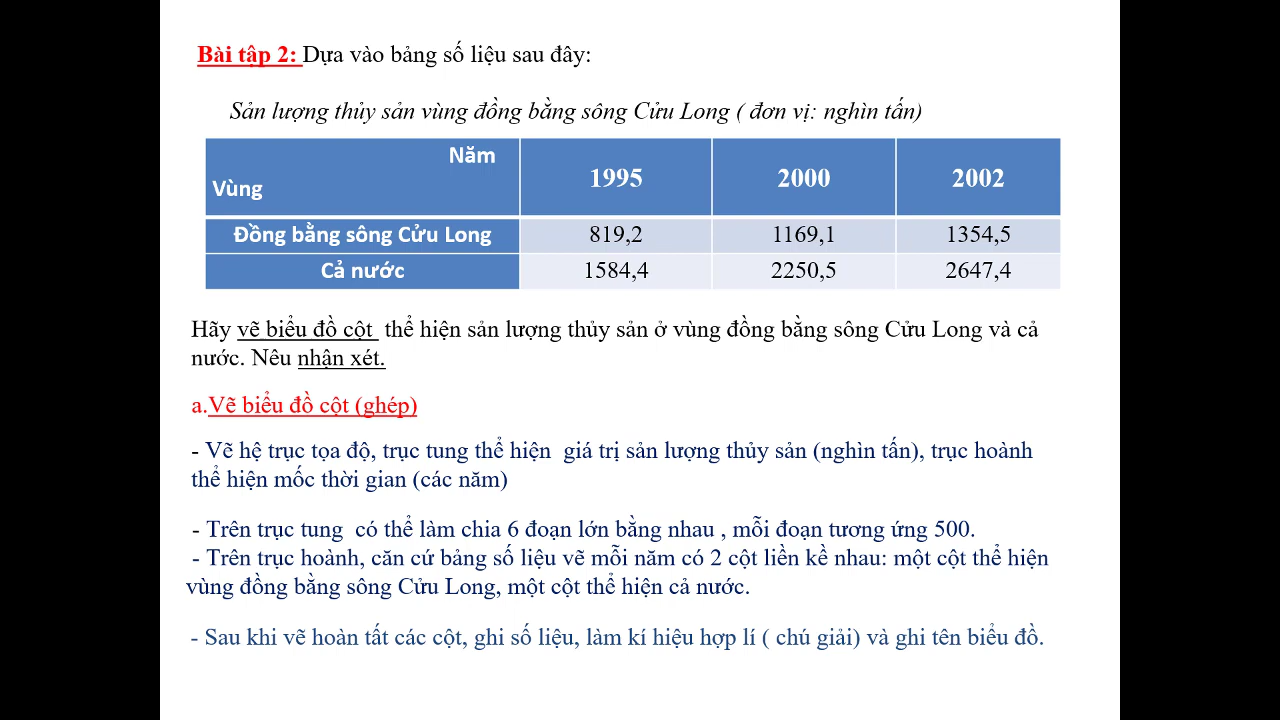 Bài tập 2: Dựa vào bảng số liệu sau đây:
Sản lượng thủy sản vùng đồng bằng sông Cửu Long ( đơn vị: nghìn tấn)
Năm
Vùng
1995 2000 2002
Đồng bằng sông Cửu Long 819,2 1169,1 1354,5
Cả nước 1584,4 2250,5 2647,4
Hãy vẽ biểu đồ cột thể hiện sản lượng thủy sản ở vùng đồng bằng sông Cửu Long và cả
nước. Nêu nhận xét.
a.Vẽ biểu đồ cột (ghép)
- Vẽ hệ trục tọa độ, trục tung thể hiện giá trị sản lượng thủy sản (nghìn tấn), trục hoành
thể hiện mốc thời gian (các năm)
- Trên trục tung có thể làm chia 6 đoạn lớn bằng nhau , mỗi đoạn tương ứng 500.
- Trên trục hoành, căn cứ bảng số liệu vẽ mỗi năm có 2 cột liền kề nhau: một cột thể hiện
vùng đồng bằng sông Cửu Long, một cột thể hiện cả nước.
- Sau khi vẽ hoàn tất các cột, ghi số liệu, làm kí hiệu hợp lí ( chú giải) và ghi tên biểu đồ.